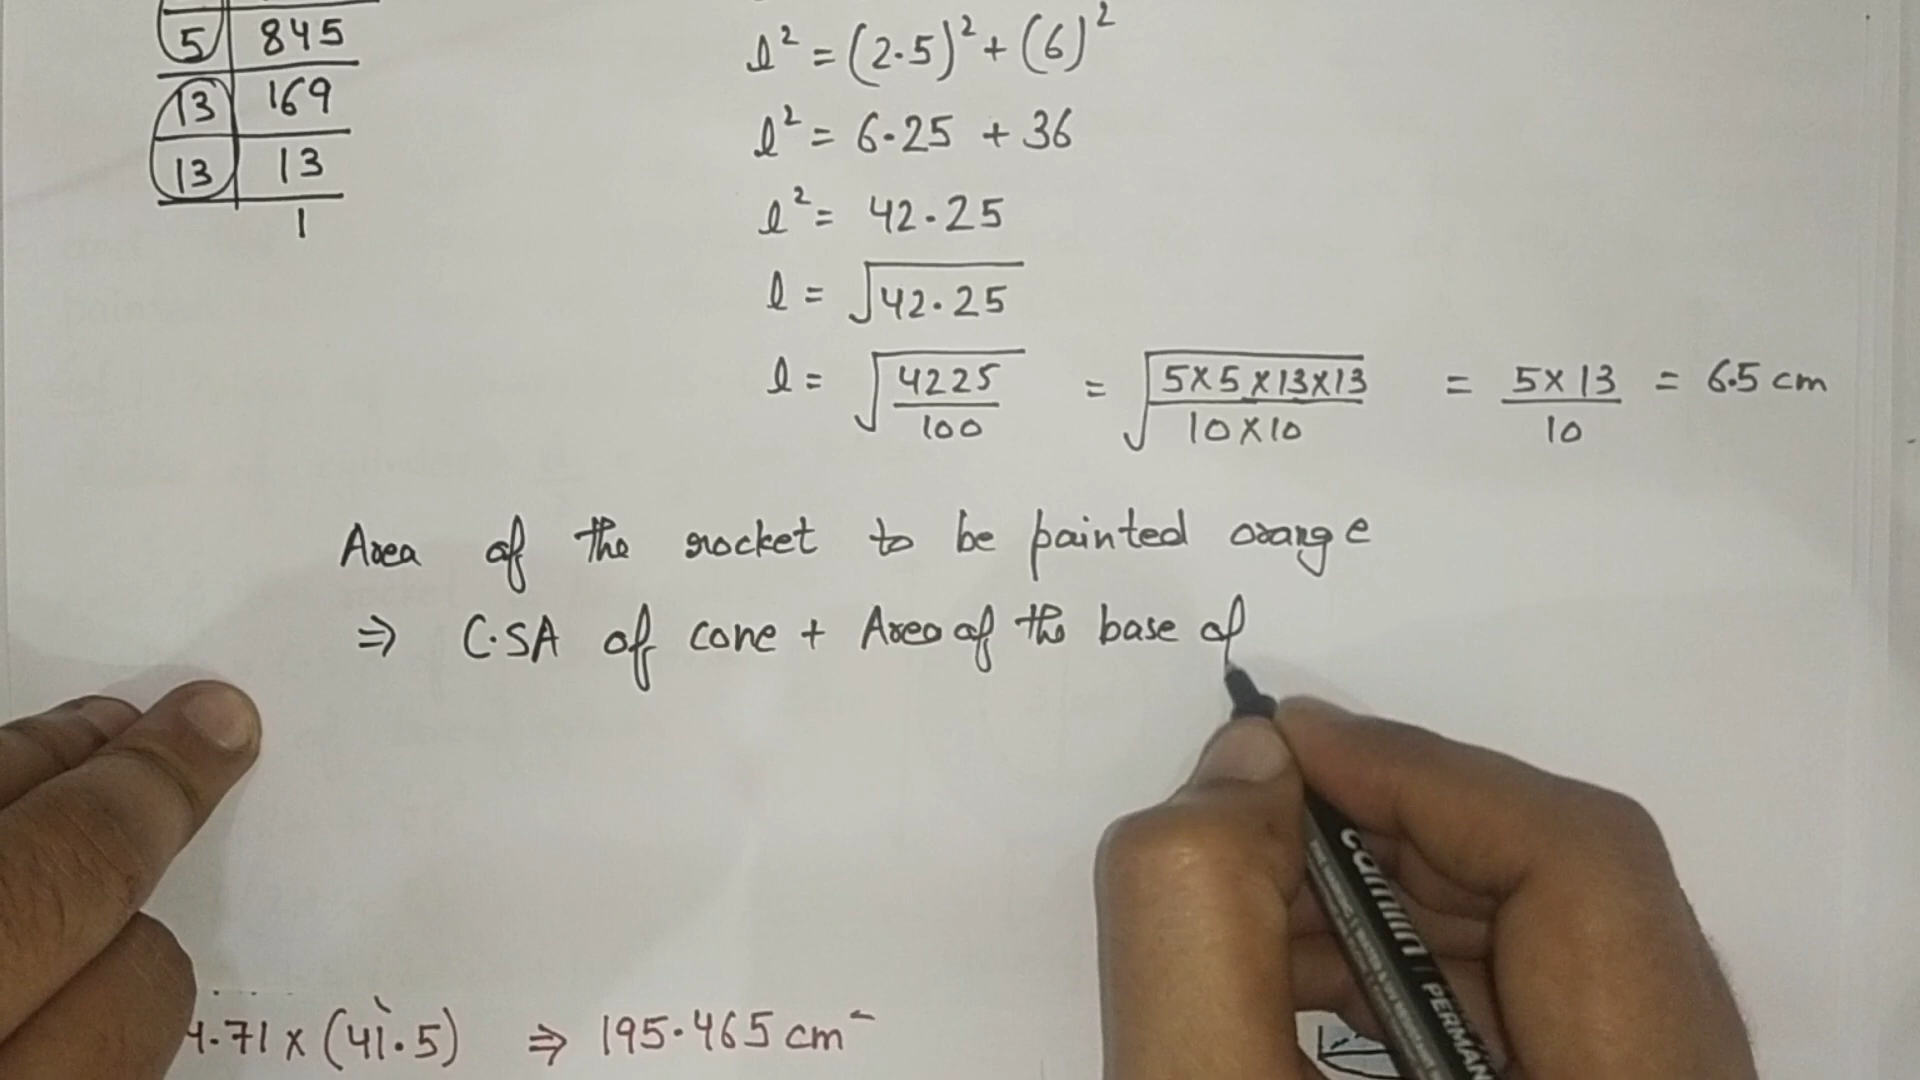 5 | 845
13 | 169
13 | 13
1
l² = (2.5)² + (6)²
l² = 6.25 + 36
l² = 42.25
l = √42.25
l = √4225/100 = √5×5×13×13/10×10 = 5×13/10 = 6.5 cm
Area of the rocket to be painted orange
⇒ C.SA of cone + Area of the base of
4.71 × (41.5) ⇒ 195.465 cm²
camlin / PERMAN